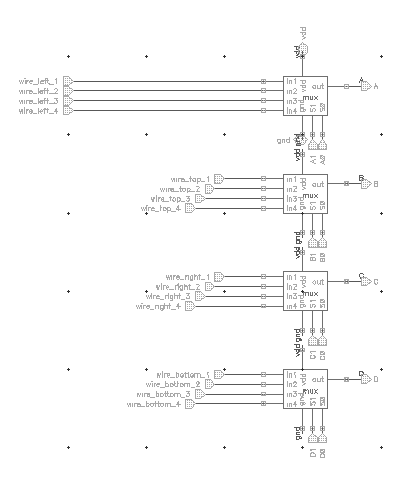 vdd
vdd
wire_left_1 in1 vdd out A A
wire_left_2 in2 mux
wire_left_3 in3
wire_left_4 in4 gnd S1 S0
gnd gnd
vdd A1 A0
wire_top_1 in1 vdd out B B
wire_top_2 in2 mux
wire_top_3 in3
wire_top_4 in4 gnd S1 S0
gnd
vdd B1 B0
wire_right_1 in1 vdd out C C
wire_right_2 in2 mux
wire_right_3 in3
wire_right_4 in4 gnd S1 S0
gnd
vdd D1 C0
wire_bottom_1 in1 vdd out D D
wire_bottom_2 in2 mux
wire_bottom_3 in3
wire_bottom_4 in4 gnd S1 S0
gnd
D1 D0